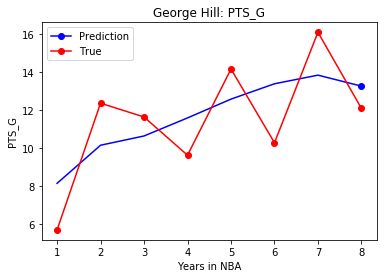 George Hill: PTS_G
Prediction
True
PTS_G
16
14
12
10
8
6
1 2 3 4 5 6 7 8
Years in NBA